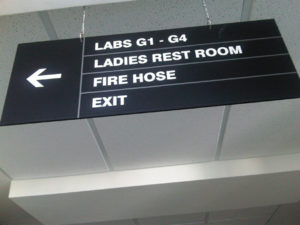 LABS G1 - G4
LADIES REST ROOM
FIRE HOSE
EXIT